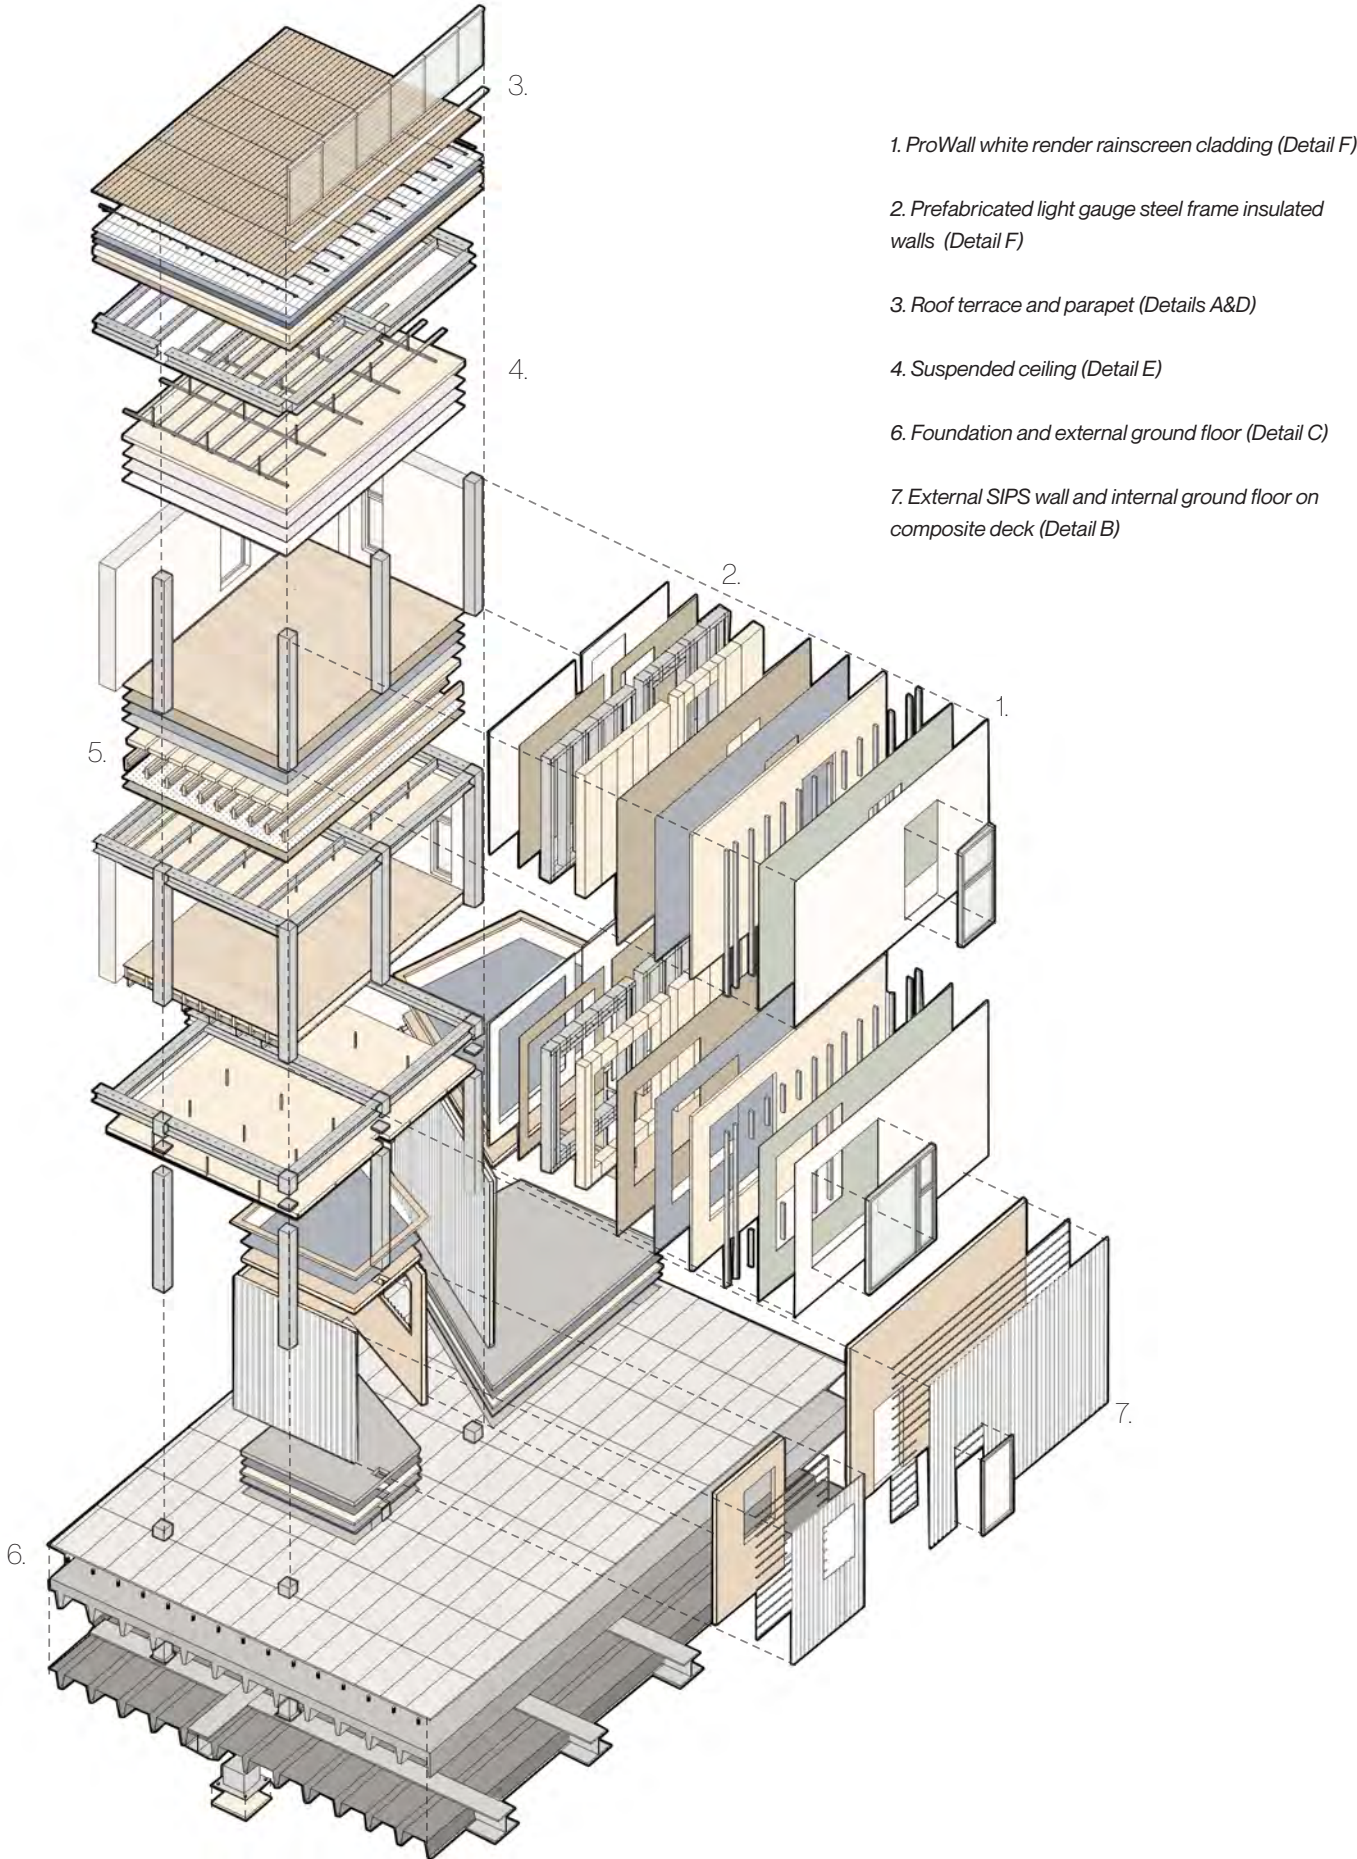 3.
1. ProWall white render rainscreen cladding (Detail F)
2. Prefabricated light gauge steel frame insulated
walls (Detail F)
3. Roof terrace and parapet (Details A&D)
4.
4. Suspended ceiling (Detail E)
6. Foundation and external ground floor (Detail C)
7. External SIPS wall and internal ground floor on
composite deck (Detail B)
2.
1.
5.
7.
6.